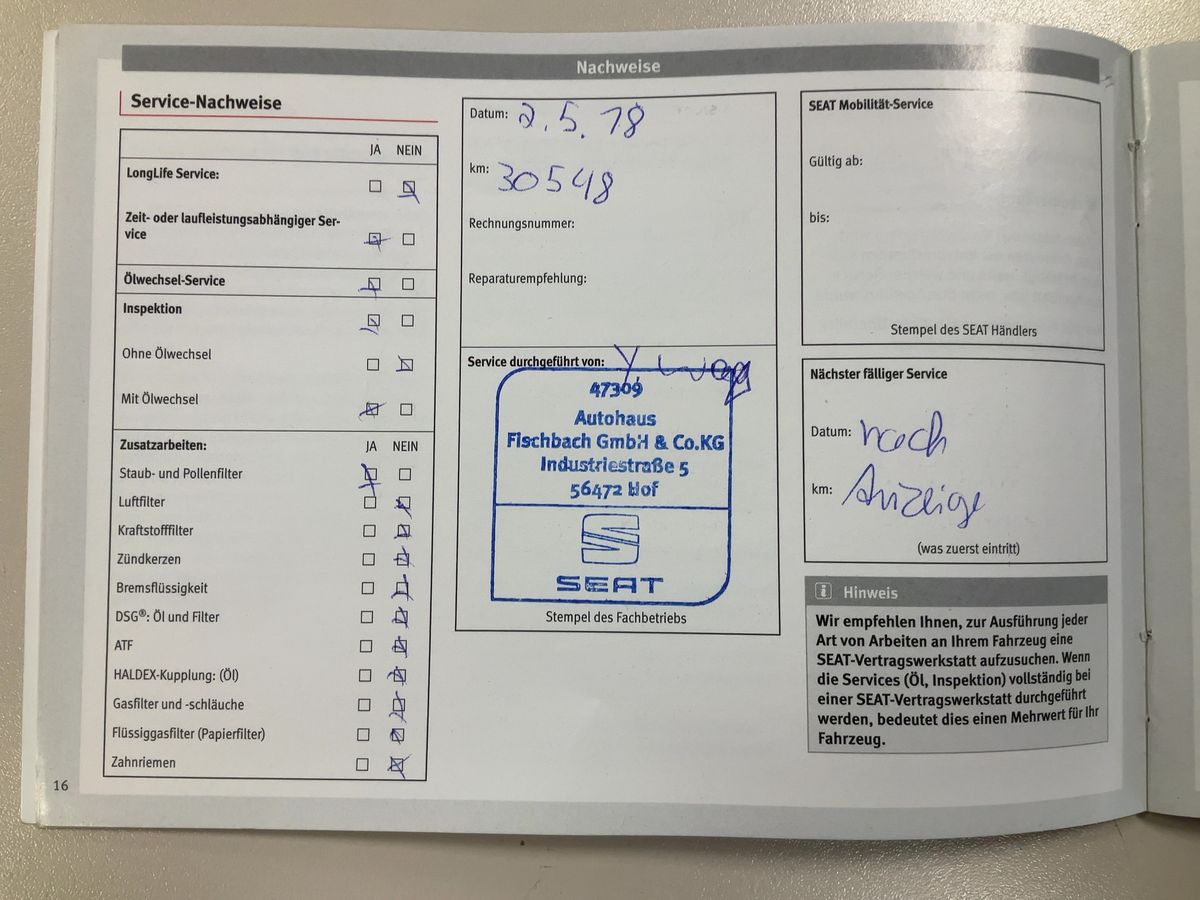 Nachweise
Service-Nachweise
JA NEIN
LongLife Service:
Zeit- oder laufleistungsabhängiger Ser-
vice
Ölwechsel-Service
Inspektion
Ohne Ölwechsel
Mit Ölwechsel
Zusatzarbeiten: JA NEIN
Staub- und Pollenfilter
Luftfilter
Kraftstofffilter
Zündkerzen
Bremsflüssigkeit
DSG®: Öl und Filter
ATF
HALDEX-Kupplung: (Öl)
Gasfilter und -schläuche
Flüssiggasfilter (Papierfilter)
Zahnriemen
16
Datum: 2.5.18
km: 30548
Rechnungsnummer:
Reparaturempfehlung:
Service durchgeführt von:
47309
Autohaus
Fischbach GmbH & Co.KG
Industriestraße 5
56472 Hof
SEAT
Stempel des Fachbetriebs
SEAT Mobilität-Service
Gültig ab:
bis:
Stempel des SEAT Händlers
Nächster fälliger Service
Datum: nach
km: Anzeige
(was zuerst eintritt)
Hinweis
Wir empfehlen Ihnen, zur Ausführung jeder
Art von Arbeiten an Ihrem Fahrzeug eine
SEAT-Vertragswerkstatt aufzusuchen. Wenn
die Services (Öl, Inspektion) vollständig bei
einer SEAT-Vertragswerkstatt durchgeführt
werden, bedeutet dies einen Mehrwert für Ihr
Fahrzeug.